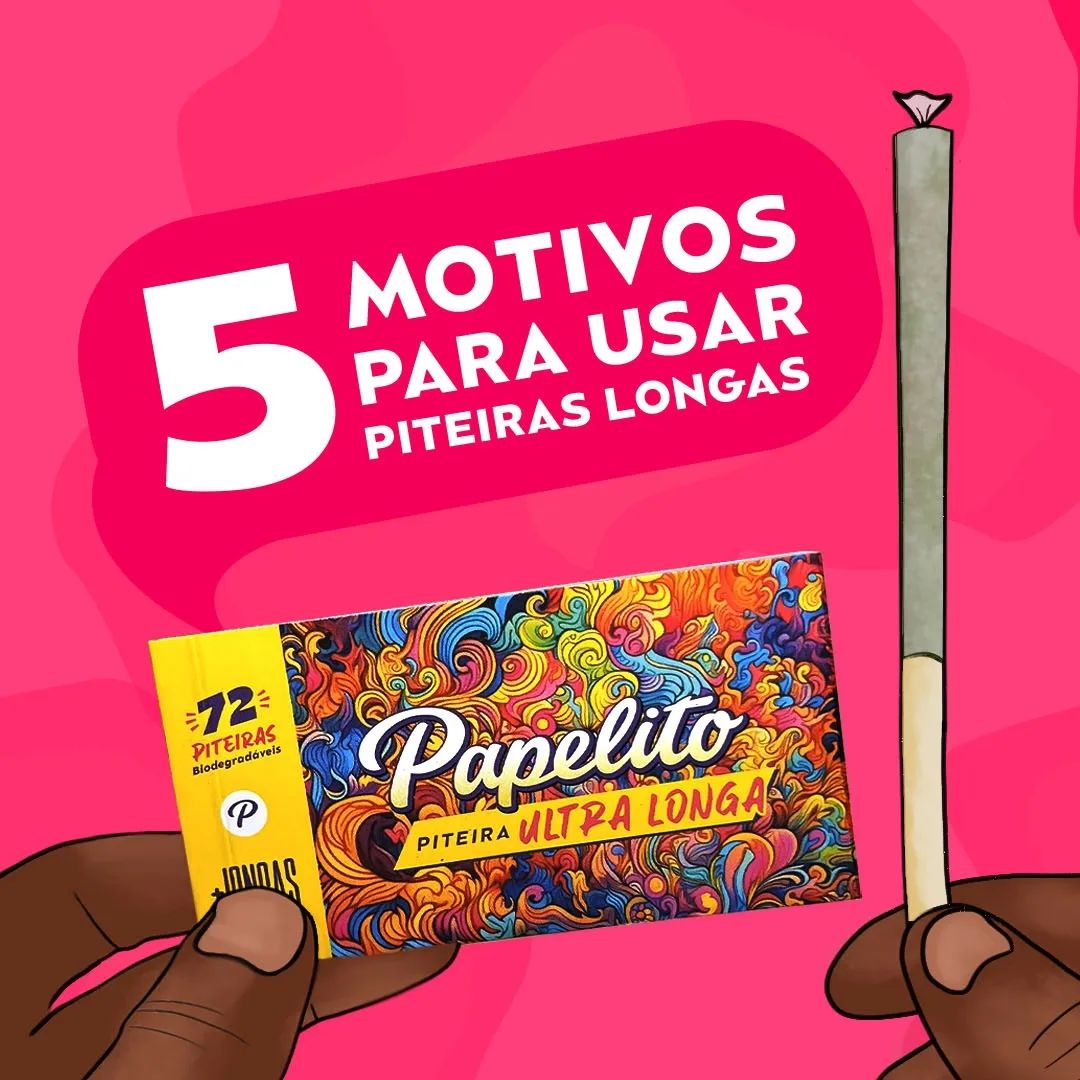 5 MOTIVOS
PARA USAR
PITEIRAS LONGAS
72
PITEIRAS
Biodegradáveis
P
Papelito
PITEIRA ULTRA LONGA